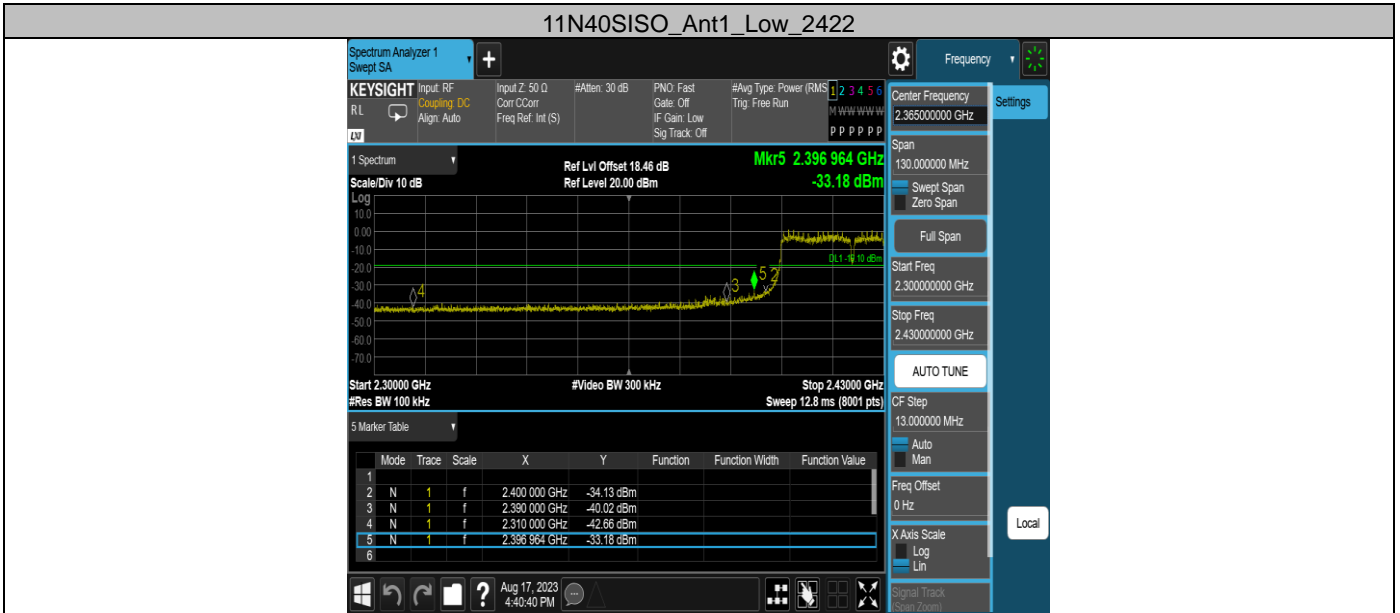 11N40SISO_Ant1_Low_2422
Spectrum Analyzer 1
Swept SA
+
Frequency
KEYSIGHT
RL
LXI
Input: RF
Coupling: DC
Align: Auto
Input Z: 50 Ω
Corr CCorr
Freq Ref: Int (S)
#Atten: 30 dB
PNO: Fast
Gate: Off
IF Gain: Low
Sig Track: Off
#Avg Type: Power (RMS
Trig: Free Run
1 2 3 4 5 6
M W W W W W
P P P P P P
1 Spectrum
Scale/Div 10 dB
Ref Lvl Offset 18.46 dB
Ref Level 20.00 dBm
Mkr5 2.396 964 GHz
-33.18 dBm
Log
10.0
0.00
-10.0
-20.0
-30.0
-40.0
-50.0
-60.0
-70.0
DL1 -19.10 dBm
4
3
5
2
Start 2.30000 GHz
#Video BW 300 kHz
Stop 2.43000 GHz
#Res BW 100 kHz
Sweep 12.8 ms (8001 pts)
5 Marker Table
Mode Trace Scale X Y Function Function Width Function Value
1
2 N 1 f 2.400 000 GHz -34.13 dBm
3 N 1 f 2.390 000 GHz -40.02 dBm
4 N 1 f 2.310 000 GHz -42.66 dBm
5 N 1 f 2.396 964 GHz -33.18 dBm
6
Center Frequency
2.365000000 GHz
Settings
Span
130.000000 MHz
Swept Span
Zero Span
Full Span
Start Freq
2.300000000 GHz
Stop Freq
2.430000000 GHz
AUTO TUNE
CF Step
13.000000 MHz
Auto
Man
Freq Offset
0 Hz
X Axis Scale
Log
Lin
Signal Track
(Span Zoom)
Local
?
Aug 17, 2023
4:40:40 PM